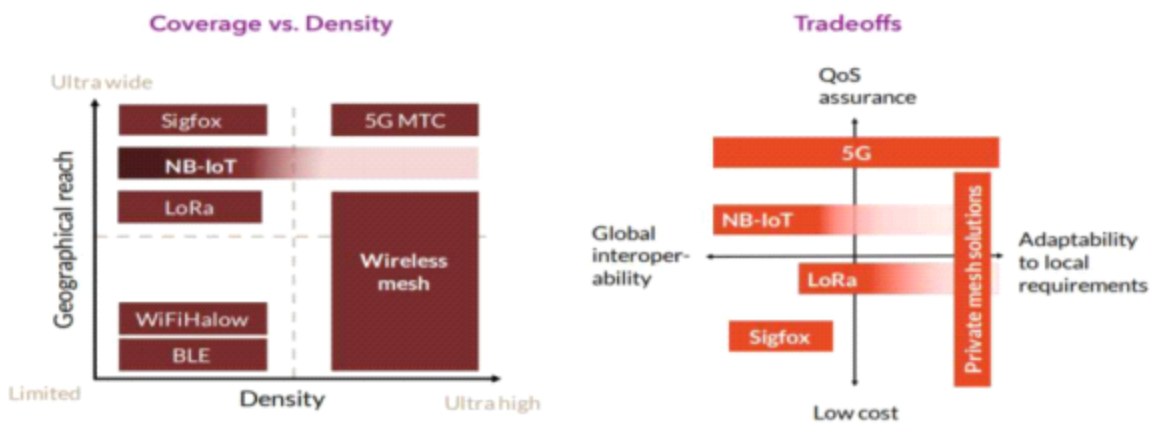 Coverage vs. Density
Ultra wide
Sigfox
5G MTC
NB-IoT
LoRa
Wireless
mesh
WiFiHalow
BLE
Geographical reach
Limited
Density
Ultra high
Tradeoffs
QoS
assurance
5G
NB-IoT
Global
interoper-
ability
LoRa
Sigfox
Private mesh solutions
Adaptability
to local
requirements
Low cost